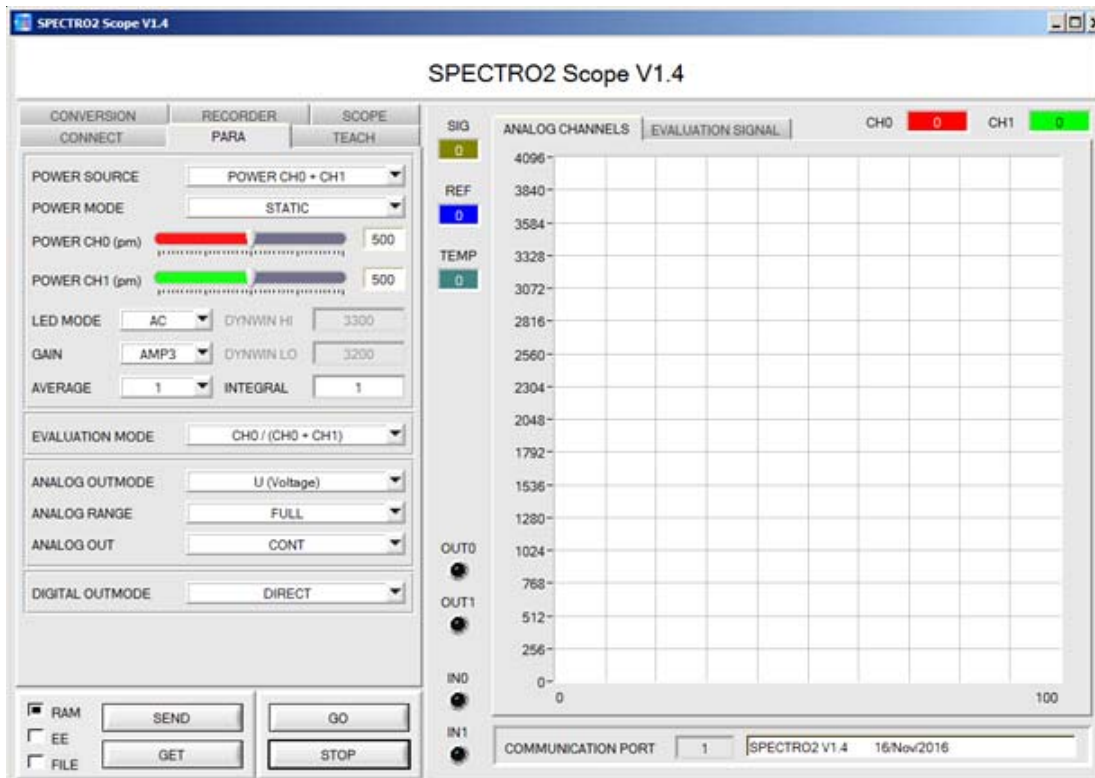 SPECTRO2 Scope V1.4
SPECTRO2 Scope V1.4
CONVERSION RECORDER SCOPE
CONNECT PARA TEACH
POWER SOURCE POWER CH0 + CH1
POWER MODE STATIC
POWER CH0 (pm) 500
POWER CH1 (pm) 500
LED MODE AC DYNWIN HI 3300
GAIN AMP3 DYNWIN LO 3200
AVERAGE 1 INTEGRAL 1
EVALUATION MODE CH0 / (CH0 + CH1)
ANALOG OUTMODE U (Voltage)
ANALOG RANGE FULL
ANALOG OUT CONT
DIGITAL OUTMODE DIRECT
RAM SEND GO
EE
FILE GET STOP
SIG
0
REF
0
TEMP
0
OUT0
OUT1
IN0
IN1
ANALOG CHANNELS EVALUATION SIGNAL CH0 0 CH1 0
4096
3840
3584
3328
3072
2816
2560
2304
2048
1792
1536
1280
1024
768
512
256
0
0 100
COMMUNICATION PORT 1 SPECTRO2 V1.4 16/Nov/2016